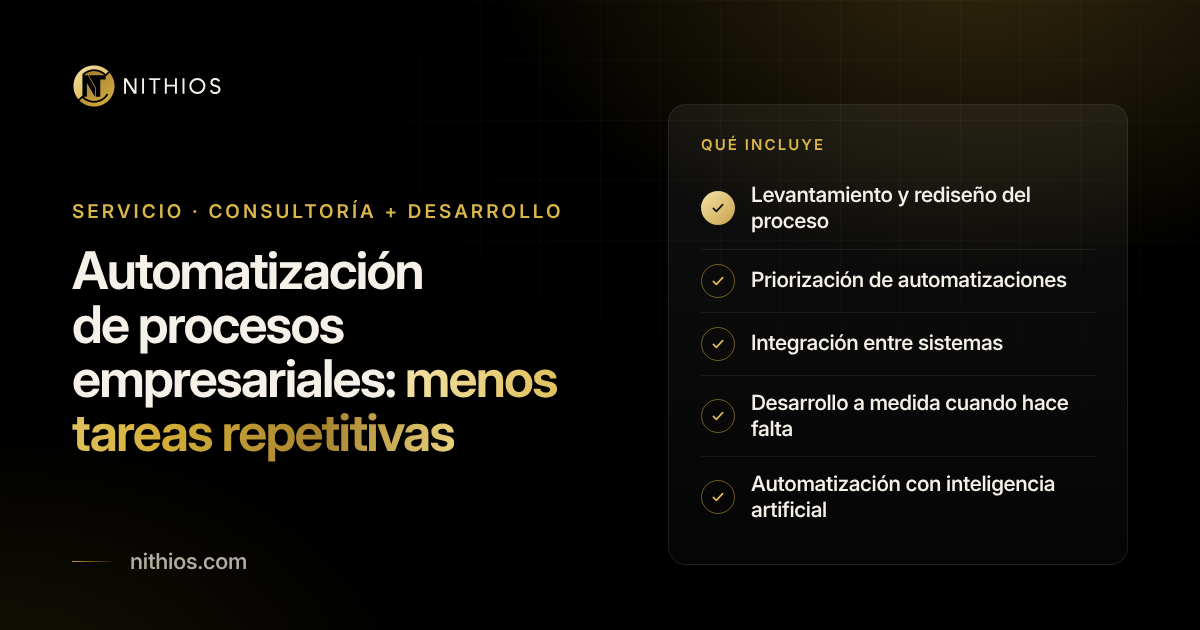 NITHIOS
SERVICIO · CONSULTORÍA + DESARROLLO
Automatización
de procesos
empresariales: menos
tareas repetitivas
nithios.com
QUÉ INCLUYE
Levantamiento y rediseño del
proceso
Priorización de automatizaciones
Integración entre sistemas
Desarrollo a medida cuando hace
falta
Automatización con inteligencia
artificial